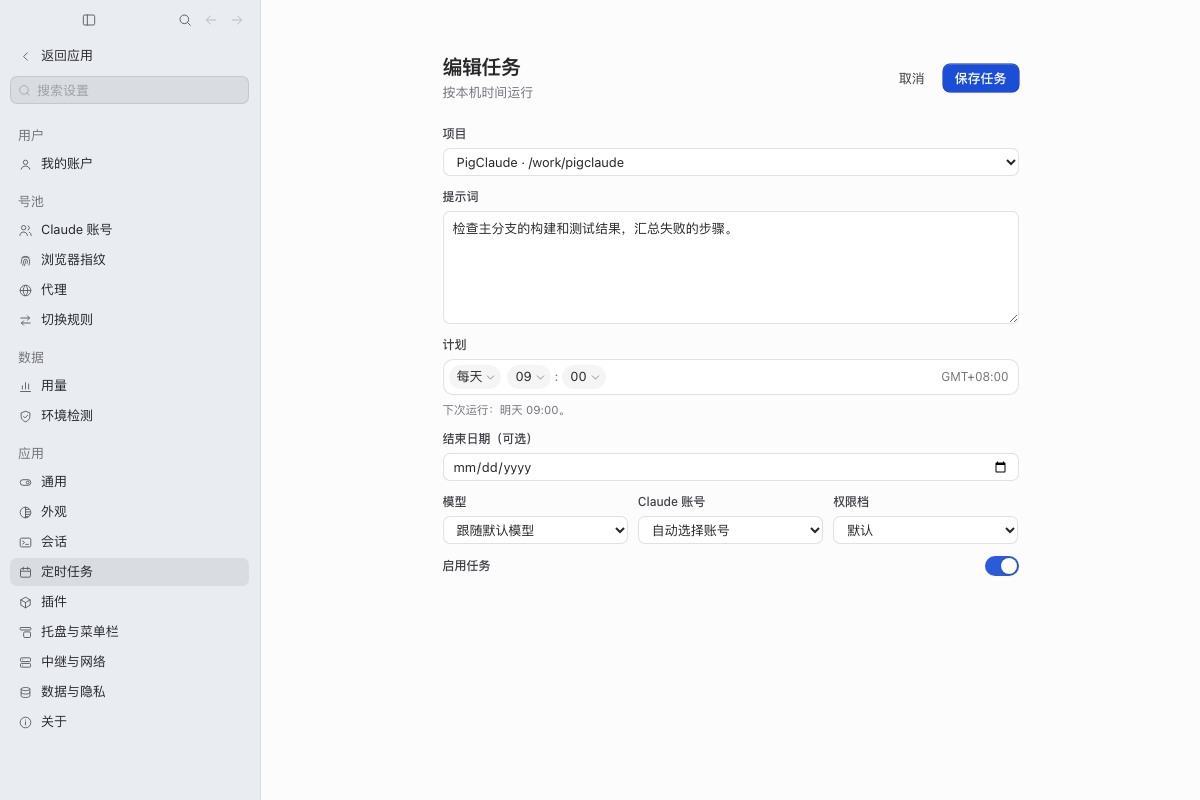 返回应用
搜索设置
用户
我的账户
号池
Claude 账号
浏览器指纹
代理
切换规则
数据
用量
环境检测
应用
通用
外观
会话
定时任务
插件
托盘与菜单栏
中继与网络
数据与隐私
关于
编辑任务
按本机时间运行
取消
保存任务
项目
PigClaude · /work/pigclaude
提示词
检查主分支的构建和测试结果，汇总失败的步骤。
计划
每天 09 : 00 GMT+08:00
下次运行：明天 09:00。
结束日期（可选）
mm/dd/yyyy
模型 Claude 账号 权限档
跟随默认模型 自动选择账号 默认
启用任务